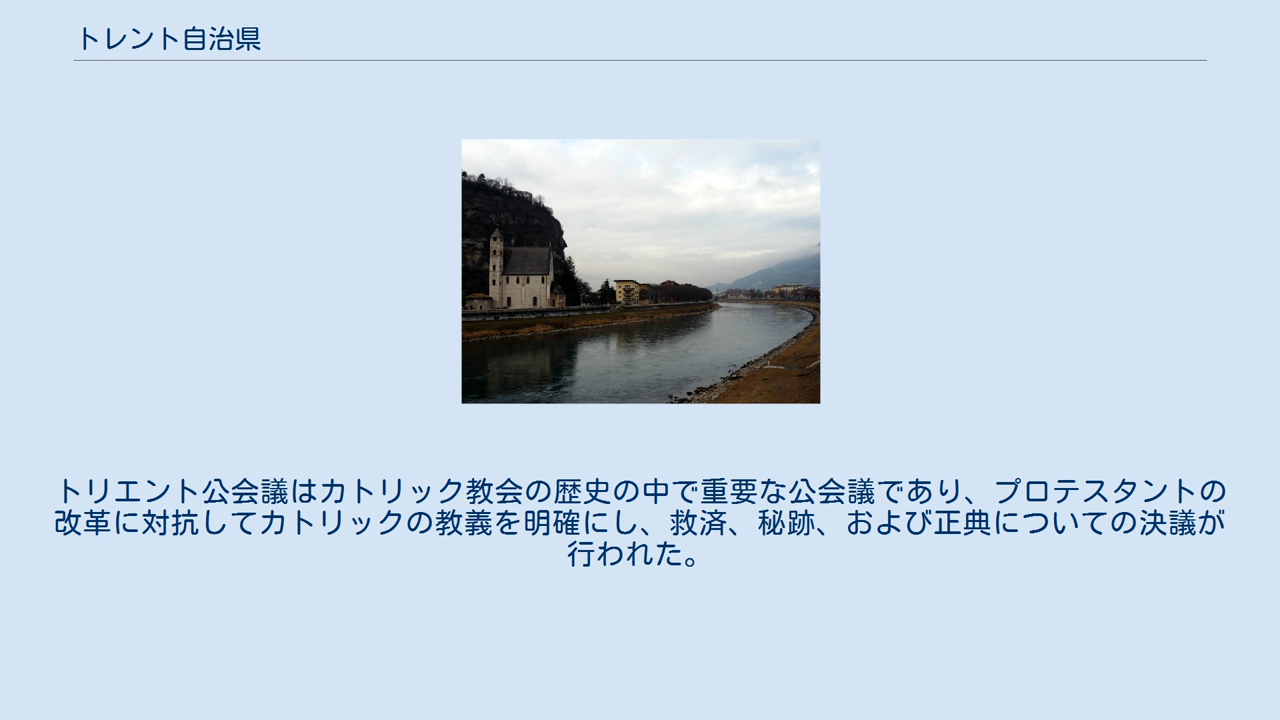 トレント自治県
トリエント公会議はカトリック教会の歴史の中で重要な公会議であり、プロテスタントの
改革に対抗してカトリックの教義を明確にし、救済、秘跡、および正典についての決議が
行われた。